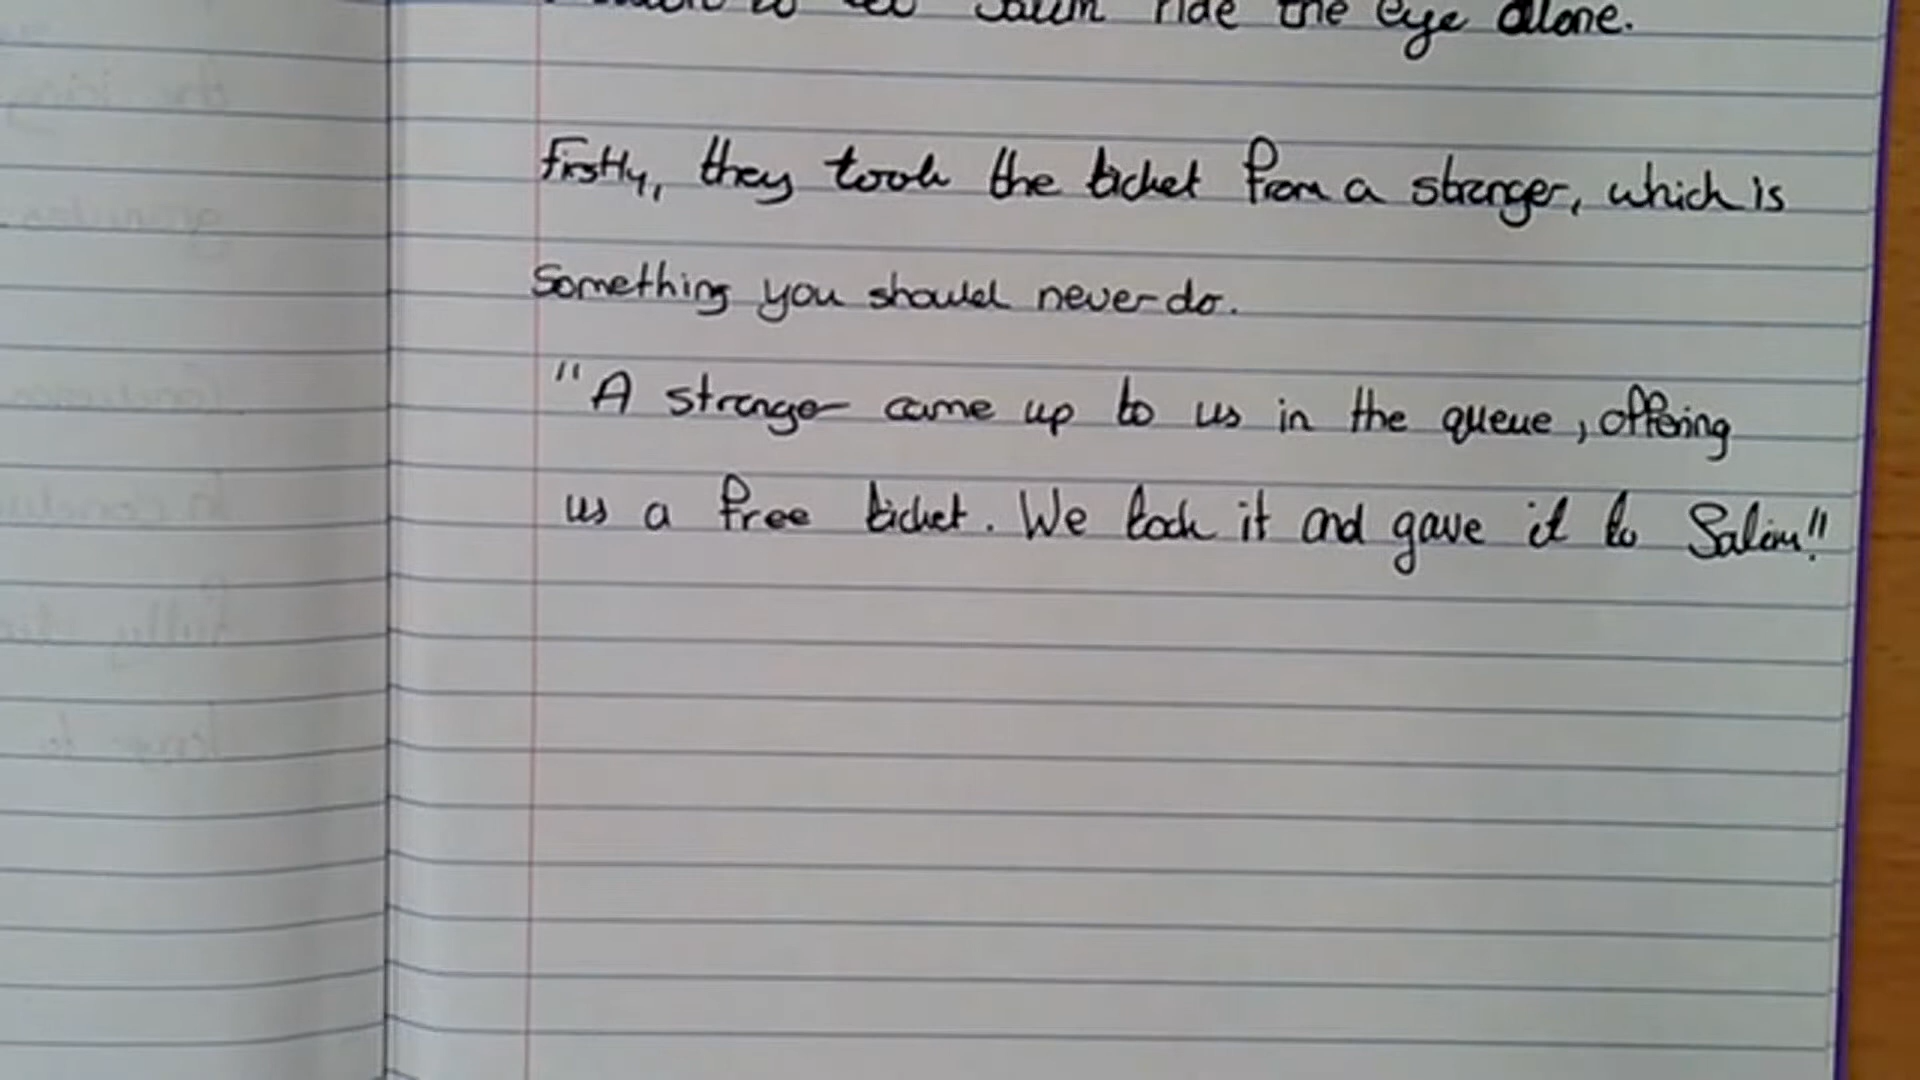 Salim ride the eye alone.
Firstly, they took the ticket from a stranger, which is
something you should never do.
"A stranger came up to us in the queue, offering
us a free ticket. We took it and gave it to Salim."